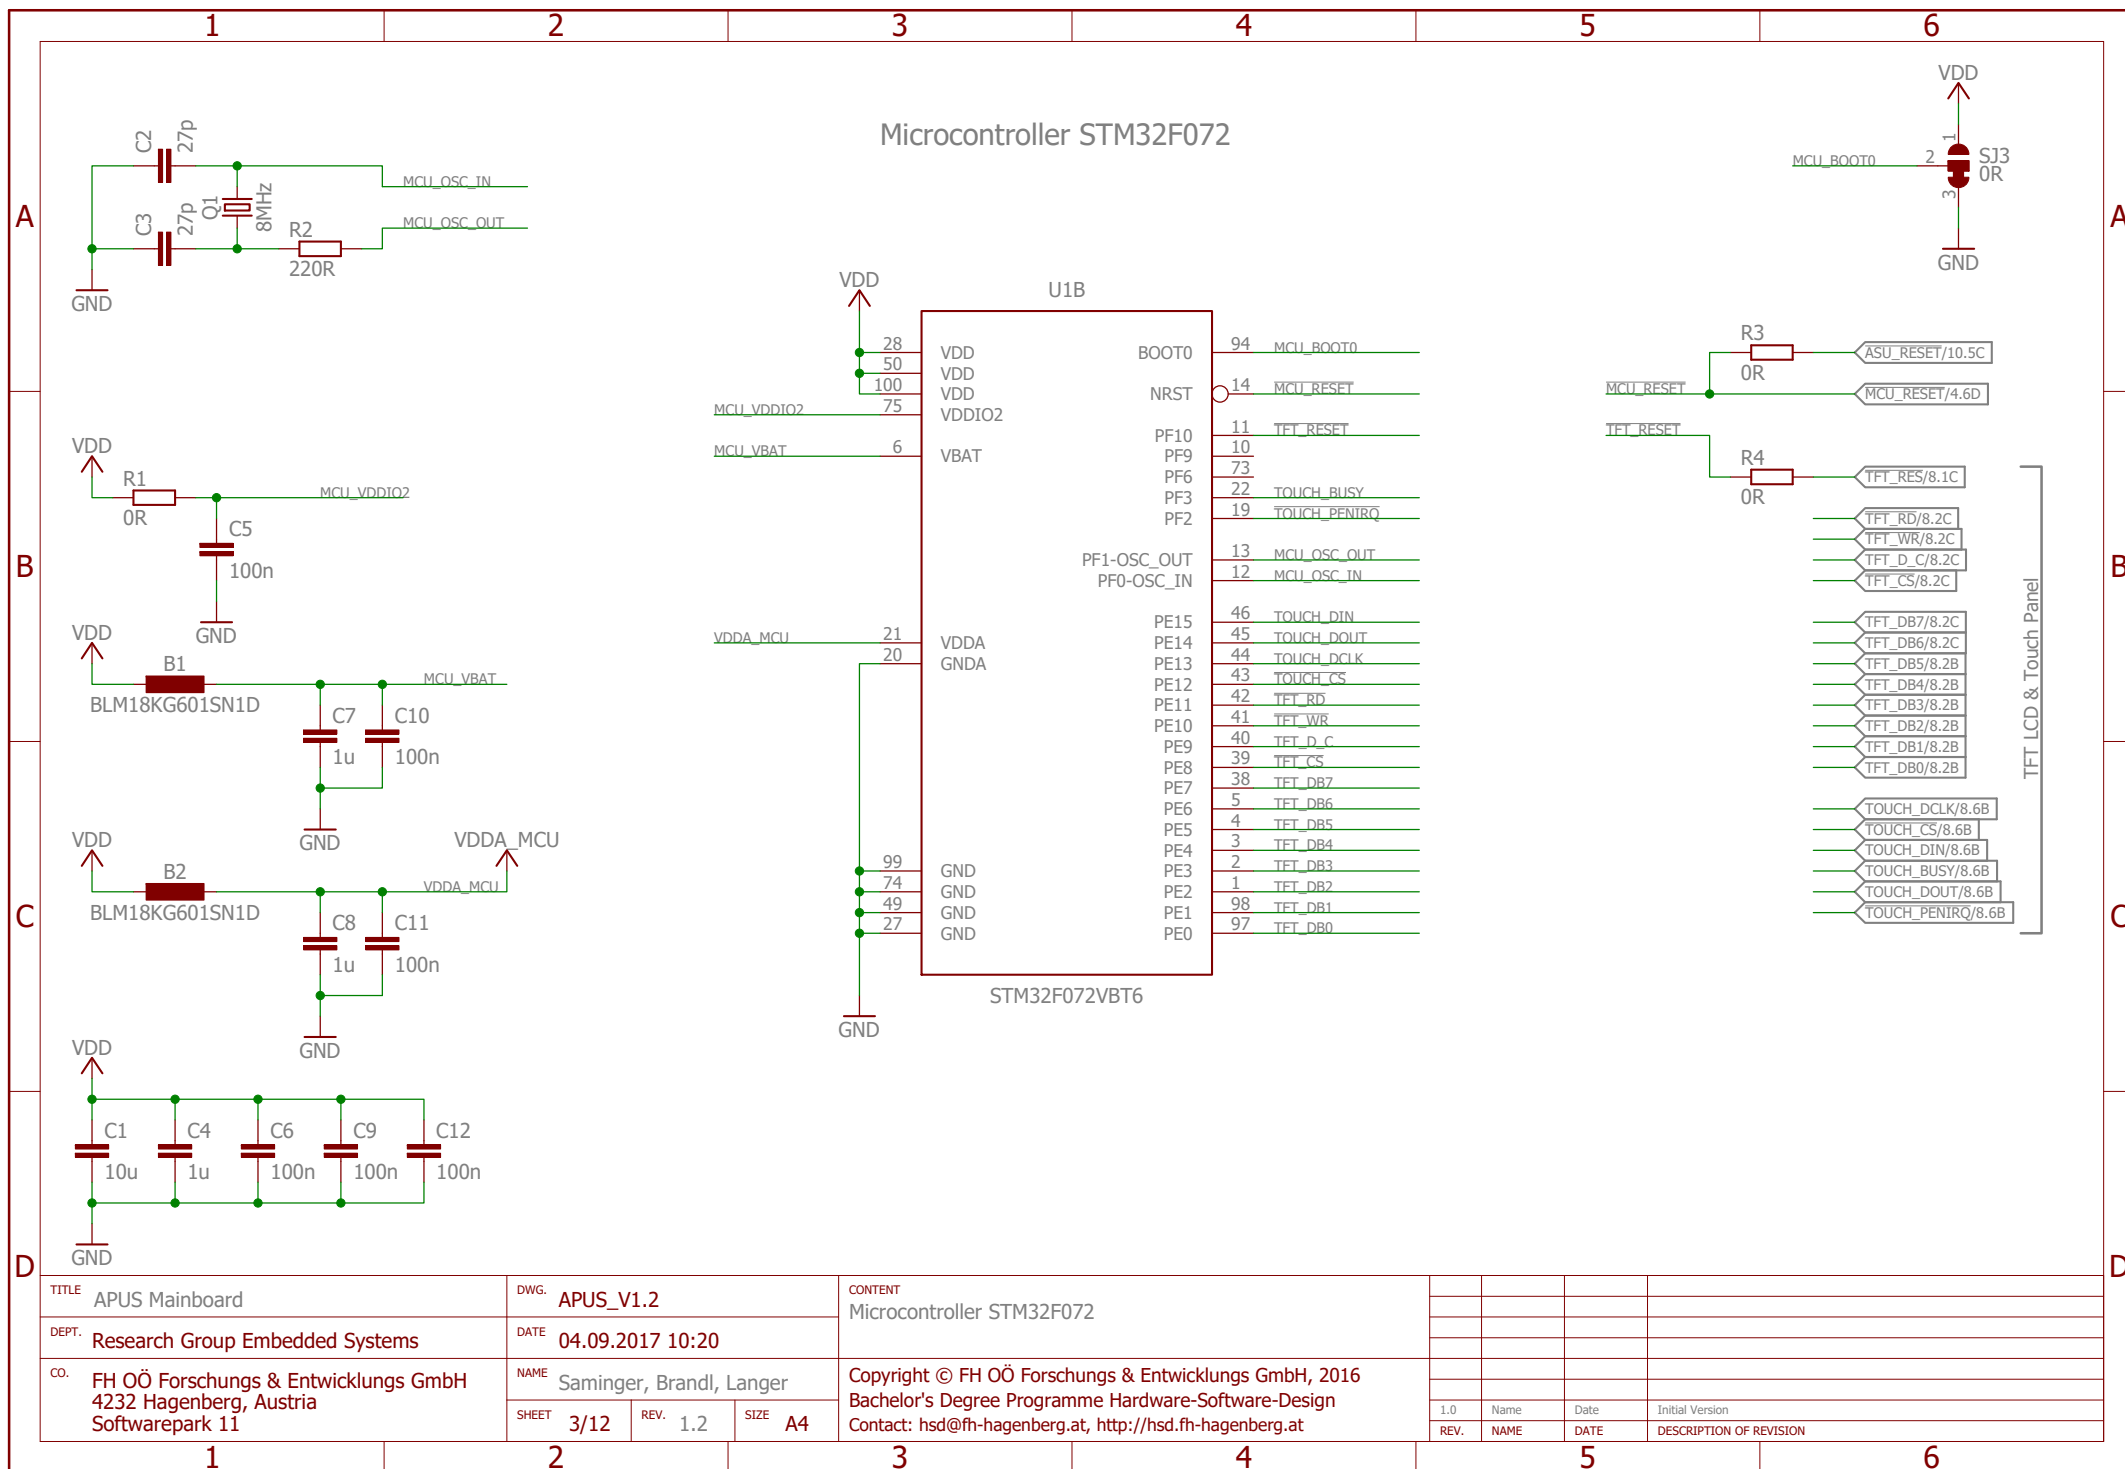 1 2 3 4 5 6
A A
B B
C C
D D
Microcontroller STM32F072
C2
27p
Q1
8MHz
C3
27p
R2
220R
MCU_OSC_IN
MCU_OSC_OUT
GND
VDD
MCU_BOOT0
1
2
3
SJ3
0R
GND
VDD
R1
0R
MCU_VDDIO2
C5
100n
GND
VDD
B1
BLM18KG601SN1D
MCU_VBAT
C7
1u
C10
100n
GND
VDD
B2
BLM18KG601SN1D
VDDA_MCU
VDDA_MCU
C8
1u
C11
100n
GND
VDD
C1
10u
C4
1u
C6
100n
C9
100n
C12
100n
GND
VDD
U1B
28 VDD
50 VDD
100 VDD
MCU_VDDIO2 75 VDDIO2
MCU_VBAT 6 VBAT
VDDA_MCU 21 VDDA
20 GNDA
99 GND
74 GND
49 GND
27 GND
GND
BOOT0 94 MCU_BOOT0
NRST 14 MCU_RESET
PF10 11 TFT_RESET
PF9 10
PF6 73
PF3 22 TOUCH_BUSY
PF2 19 TOUCH_PENIRQ
PF1-OSC_OUT 13 MCU_OSC_OUT
PF0-OSC_IN 12 MCU_OSC_IN
PE15 46 TOUCH_DIN
PE14 45 TOUCH_DOUT
PE13 44 TOUCH_DCLK
PE12 43 TOUCH_CS
PE11 42 TFT_RD
PE10 41 TFT_WR
PE9 40 TFT_D_C
PE8 39 TFT_CS
PE7 38 TFT_DB7
PE6 5 TFT_DB6
PE5 4 TFT_DB5
PE4 3 TFT_DB4
PE3 2 TFT_DB3
PE2 1 TFT_DB2
PE1 98 TFT_DB1
PE0 97 TFT_DB0
STM32F072VBT6
R3
0R
ASU_RESET/10.5C
MCU_RESET
MCU_RESET/4.6D
TFT_RESET
R4
0R
TFT_RES/8.1C
TFT_RD/8.2C
TFT_WR/8.2C
TFT_D_C/8.2C
TFT_CS/8.2C
TFT_DB7/8.2C
TFT_DB6/8.2C
TFT_DB5/8.2B
TFT_DB4/8.2B
TFT_DB3/8.2B
TFT_DB2/8.2B
TFT_DB1/8.2B
TFT_DB0/8.2B
TOUCH_DCLK/8.6B
TOUCH_CS/8.6B
TOUCH_DIN/8.6B
TOUCH_BUSY/8.6B
TOUCH_DOUT/8.6B
TOUCH_PENIRQ/8.6B
TFT LCD & Touch Panel
TITLE APUS Mainboard
DEPT. Research Group Embedded Systems
CO. FH OÖ Forschungs & Entwicklungs GmbH
4232 Hagenberg, Austria
Softwarepark 11
DWG. APUS_V1.2
DATE 04.09.2017 10:20
NAME Saminger, Brandl, Langer
SHEET 3/12 REV. 1.2 SIZE A4
CONTENT
Microcontroller STM32F072
Copyright © FH OÖ Forschungs & Entwicklungs GmbH, 2016
Bachelor's Degree Programme Hardware-Software-Design
Contact: hsd@fh-hagenberg.at, http://hsd.fh-hagenberg.at
1.0 Name Date Initial Version
REV. NAME DATE DESCRIPTION OF REVISION
1 2 3 4 5 6